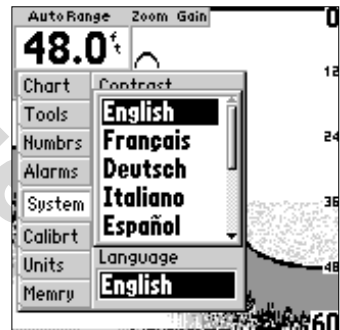 Auto Range Zoom Gain
0
48.0 ft
12
Chart
Contrast
Tools
English
Numbrs
Français
24
Alarms
Deutsch
System
Italiano
36
Español
Calibrt
Units
Language
48
Memry
English
60